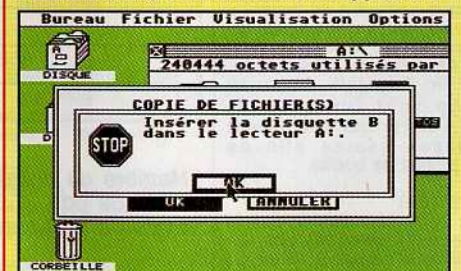 Bureau Fichier Visualisation Options
A:\
240444 octets utilisés par
DISQUE
COPIE DE FICHIER(S)
Insérer la disquette B
dans le lecteur A:.
STOP
OK
OK ANNULER
CORBEILLE